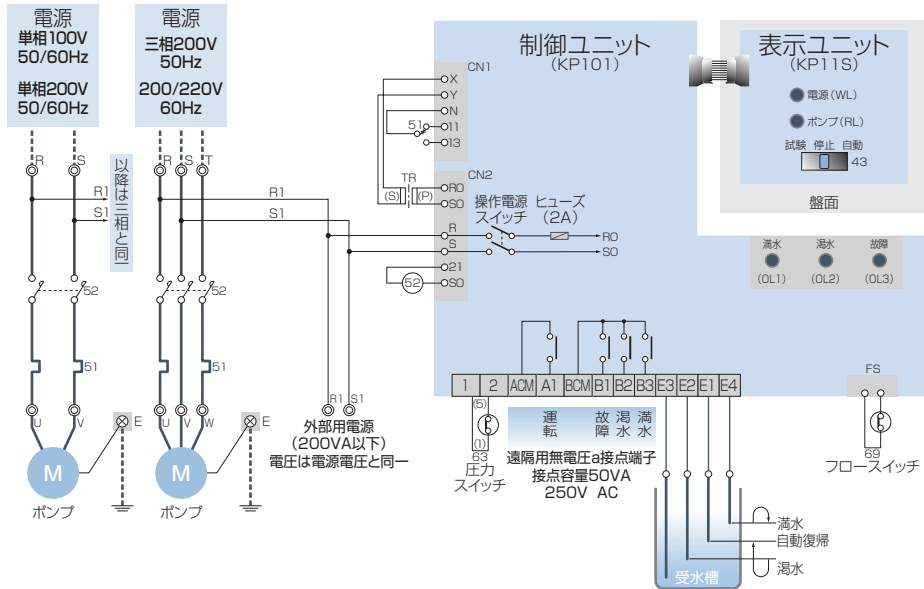 電源
単相100V
50/60Hz
単相200V
50/60Hz
電源
三相200V
50Hz
200/220V
60Hz
R
S
R
S
T
R1
S1
以降は三相と同一
R1
S1
52
52
51
51
U
V
E
U
V
W
E
M
M
ポンプ
ポンプ
R1
S1
外部用電源
(200VA以下)
電圧は電源電圧と同一
制御ユニット
(KP101)
CN1
X
Y
N
11
13
51
CN2
TR
(S)
(P)
RO
SO
R
S
21
SO
52
操作電源
スイッチ
ヒューズ
(2A)
RO
SO
表示ユニット
(KP11S)
電源(WL)
ポンプ(RL)
試験 停止 自動
43
盤面
満水
渇水
故障
(OL1)
(OL2)
(OL3)
1
2
ACM
A1
BCM
B1
B2
B3
E3
E2
E1
E4
(5)
(1)
63
圧力
スイッチ
運転
故障
渇水
満水
遠隔用無電圧a接点端子
接点容量50VA
250V AC
FS
69
フロースイッチ
満水
自動復帰
渇水
受水槽